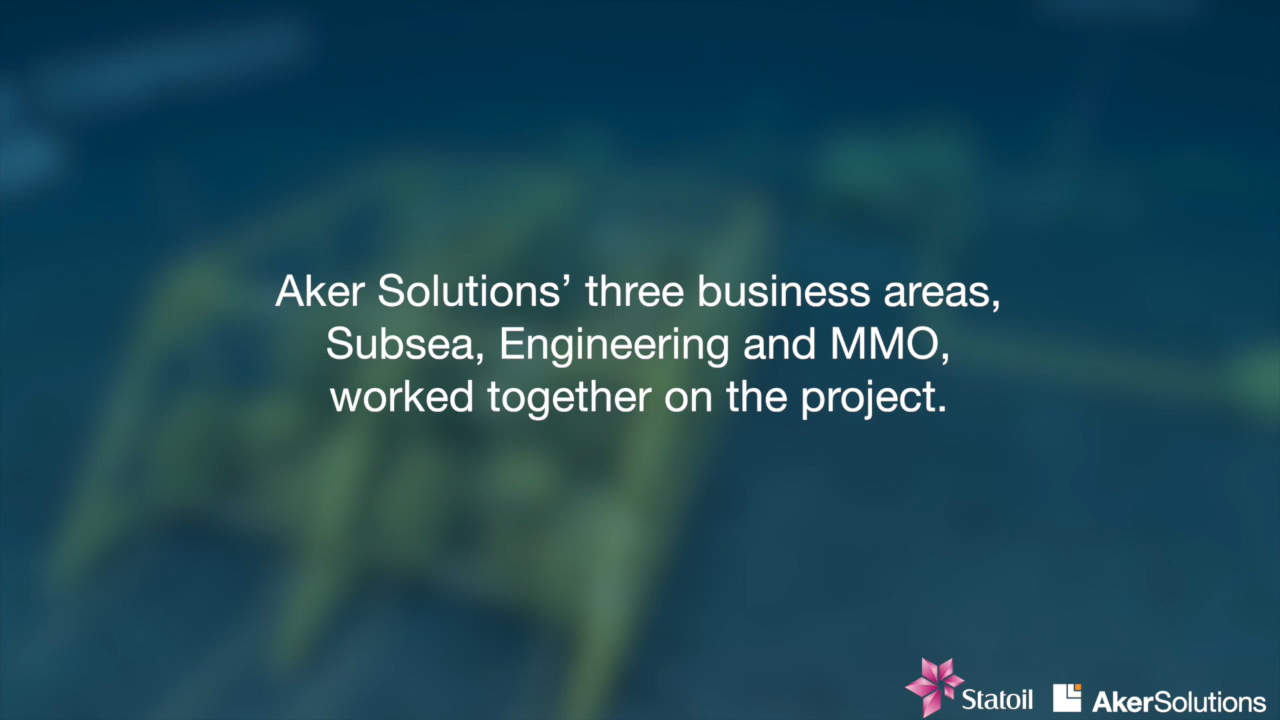 Aker Solutions’ three business areas,
Subsea, Engineering and MMO,
worked together on the project.
Statoil AkerSolutions